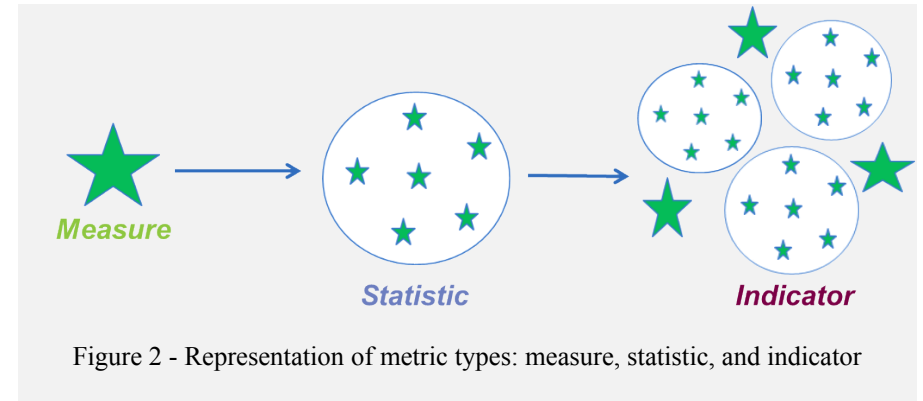 Measure
Statistic
Indicator
Figure 2 - Representation of metric types: measure, statistic, and indicator